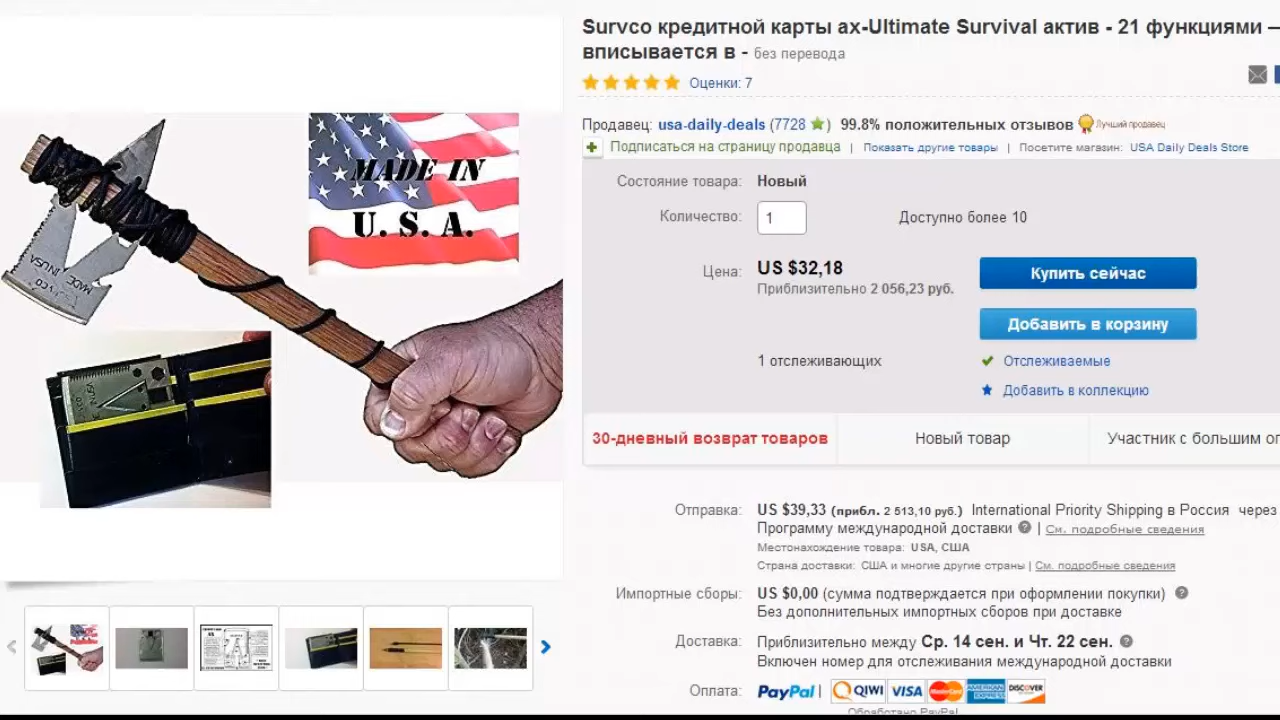 Survco кредитной карты ax-Ultimate Survival актив - 21 функциями –
вписывается в - без перевода
Оценки: 7
Продавец: usa-daily-deals (7728) 99.8% положительных отзывов Лучший продавец
Подписаться на страницу продавца | Показать другие товары | Посетите магазин: USA Daily Deals Store
Состояние товара: Новый
Количество: 1 Доступно более 10
Цена: US $32,18 Купить сейчас
Приблизительно 2 056,23 руб.
Добавить в корзину
1 отслеживающих Отслеживаемые
Добавить в коллекцию
30-дневный возврат товаров Новый товар Участник с большим
Отправка: US $39,33 (прибл. 2 513,10 руб.) International Priority Shipping в Россия через
Программу международной доставки | См. подробные сведения
Местонахождение товара: USA, США
Страна доставки: США и многие другие страны | См. подробные сведения
Импортные сборы: US $0,00 (сумма подтверждается при оформлении покупки)
Без дополнительных импортных сборов при доставке
Доставка: Приблизительно между Ср. 14 сен. и Чт. 22 сен.
Включен номер для отслеживания международной доставки
Оплата: PayPal | QIWI VISA MasterCard AMERICAN EXPRESS DISCOVER
Обработано PayPal
MADE IN
U. S. A.
MADE IN USA